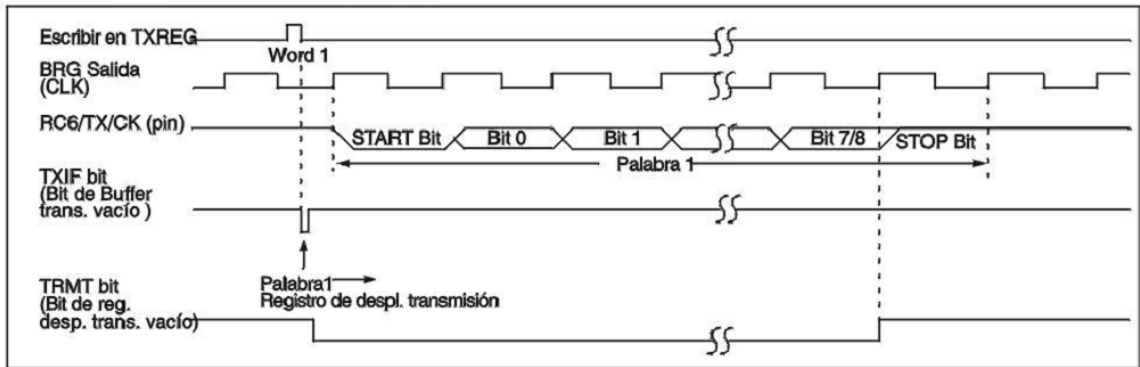 Escribir en TXREG
Word 1
BRG Salida
(CLK)
RC6/TX/CK (pin)
START Bit
Bit 0
Bit 1
Bit 7/8
STOP Bit
Palabra 1
TXIF bit
(Bit de Buffer
trans. vacío )
Palabra1
Registro de despl. transmisión
TRMT bit
(Bit de reg.
desp. trans. vacío)